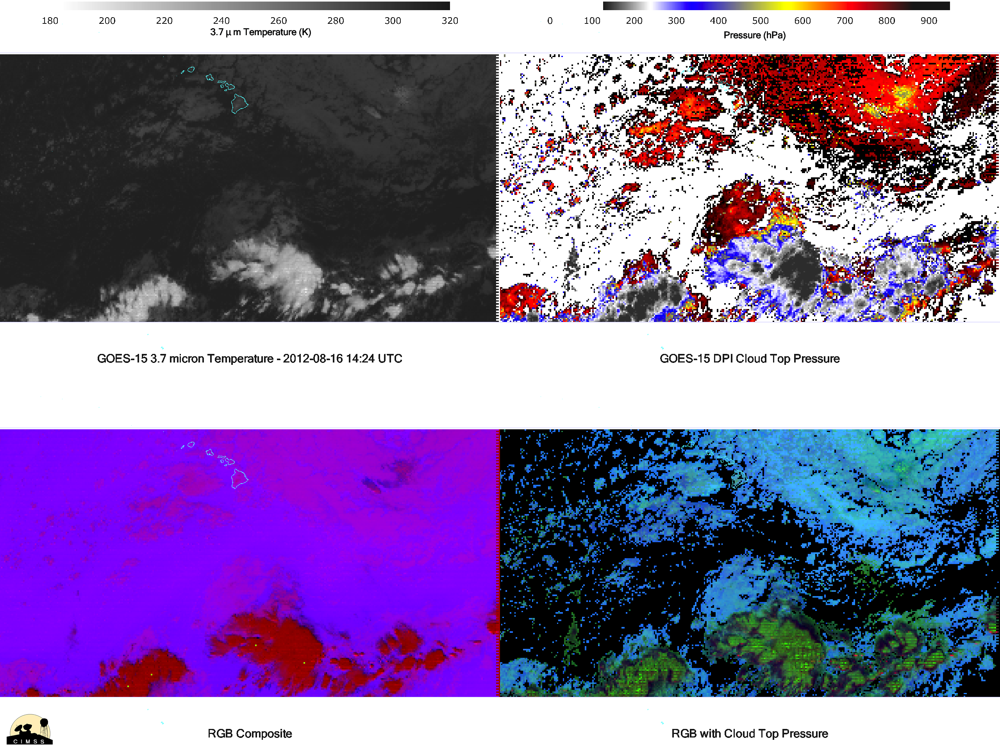 180 200 220 240 260 280 300 320
3.7 µm Temperature (K)
0 100 200 300 400 500 600 700 800 900
Pressure (hPa)
GOES-15 3.7 micron Temperature - 2012-08-16 14:24 UTC
GOES-15 DPI Cloud Top Pressure
RGB Composite
RGB with Cloud Top Pressure
CIMSS